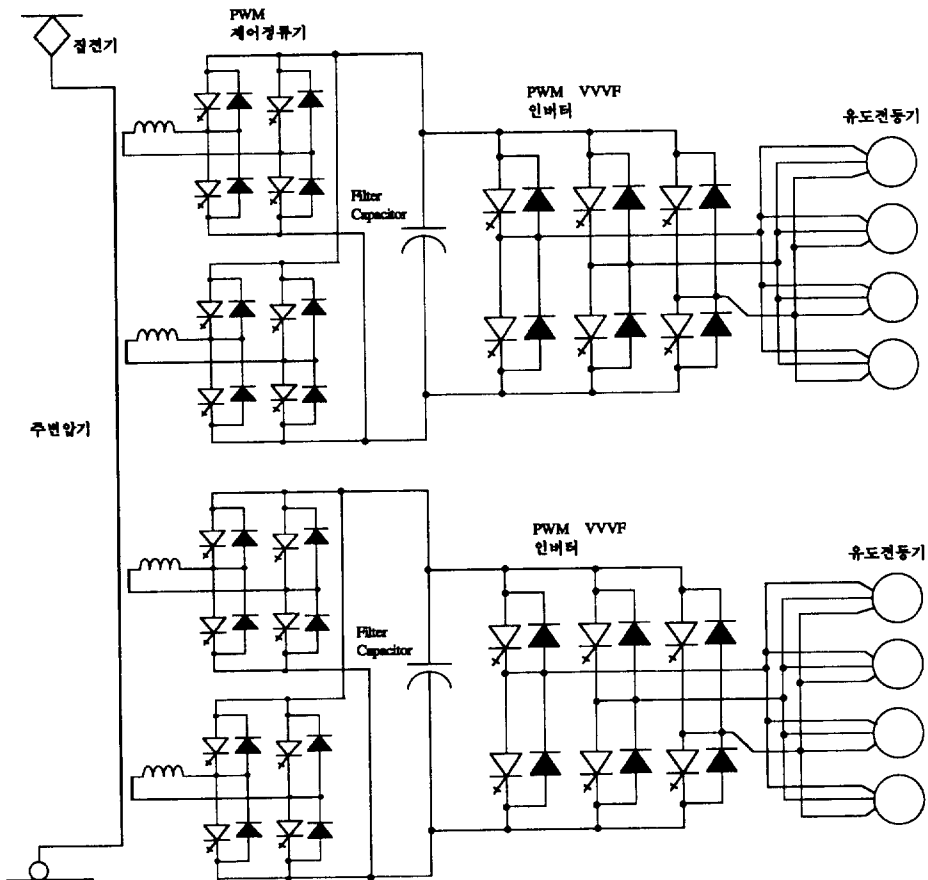 집전기
PWM
제어정류기
PWM VVVF
인버터
유도전동기
Filter
Capacitor
주변압기
PWM VVVF
인버터
유도전동기
Filter
Capacitor